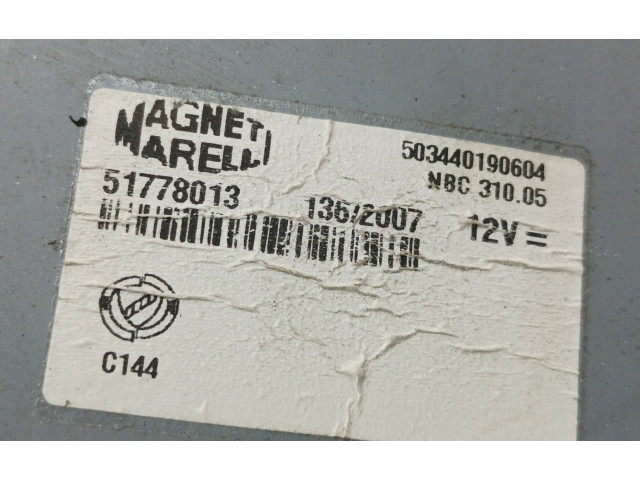 MAGNETI
MARELLI
503440190604
NBC 310.05
51778013 136/2007 12V =
C144